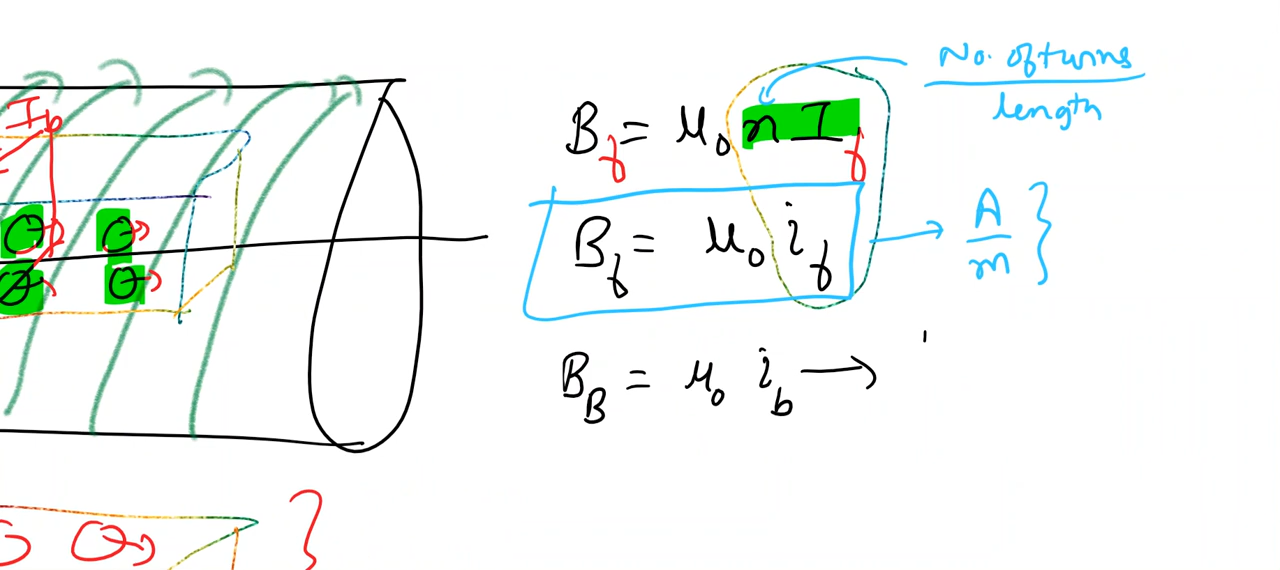 No. of turns
length
B_f = μ₀ n I_f
I_b
B_f = μ₀ i_f → A/m }
B_B = μ₀ i_b →
}